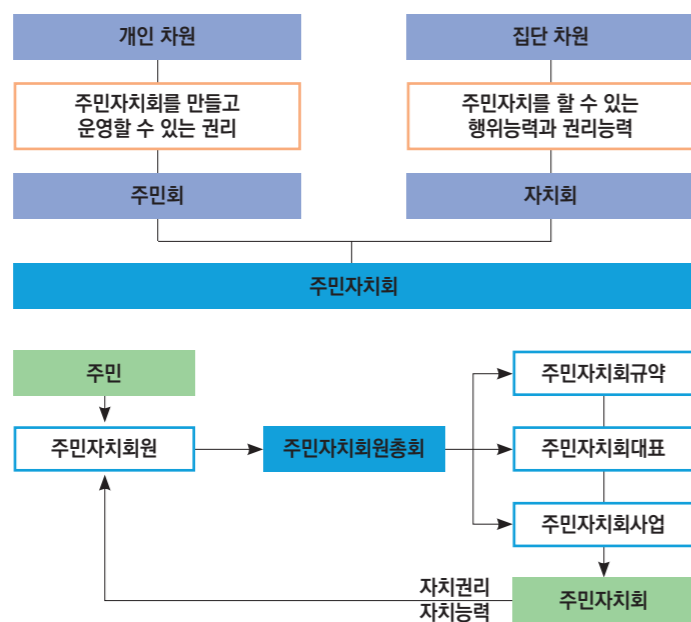 개인 차원
집단 차원
주민자치회를 만들고
운영할 수 있는 권리
주민자치를 할 수 있는
행위능력과 권리능력
주민회
자치회
주민자치회
주민
주민자치회원
주민자치회원총회
주민자치회규약
주민자치회대표
주민자치회사업
자치권리
자치능력
주민자치회